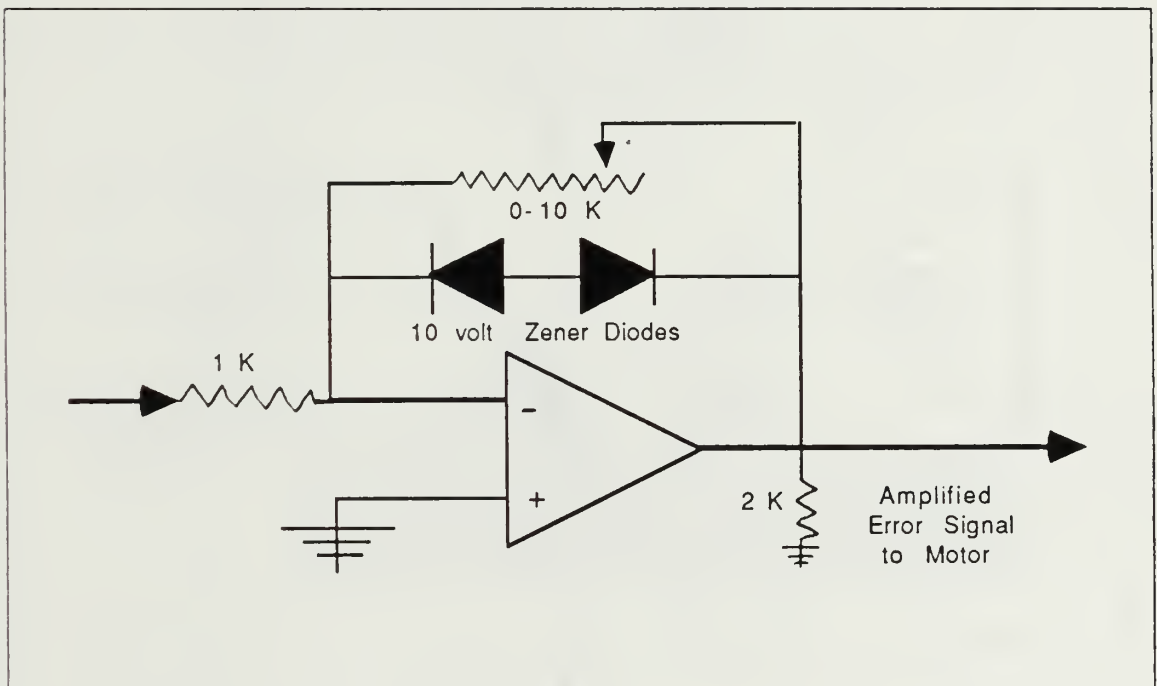 0-10 K
10 volt Zener Diodes
1 K
-
+
2 K
Amplified
Error Signal
to Motor